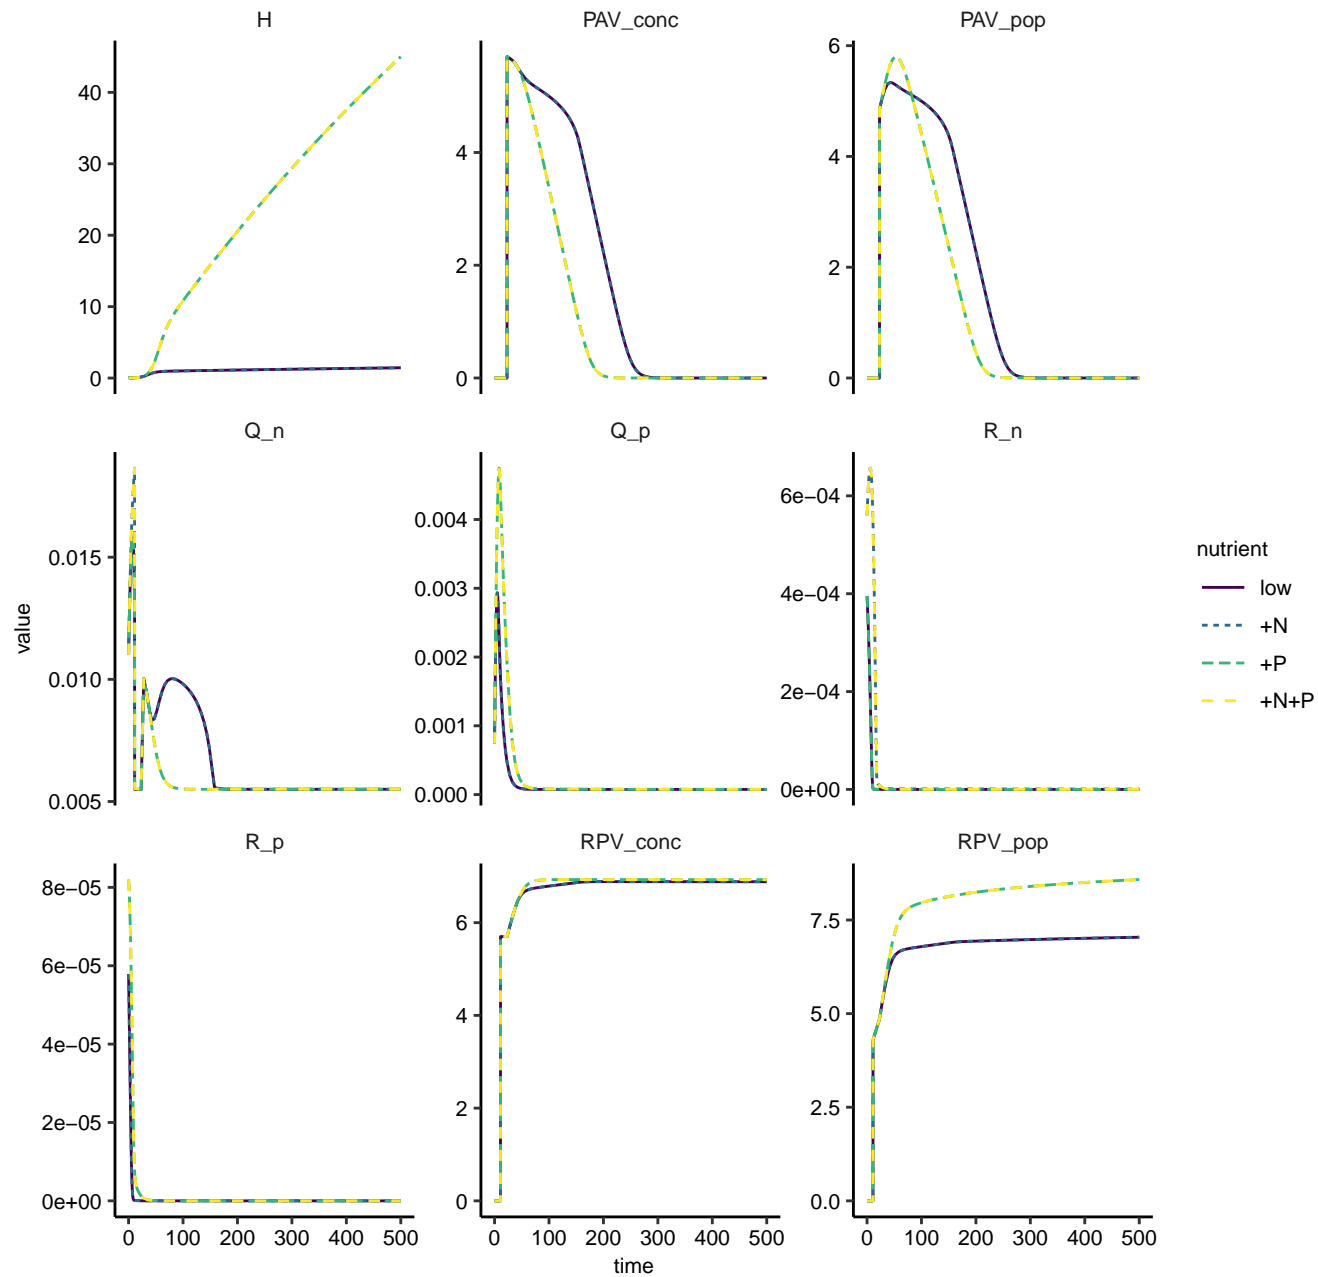 H
PAV_conc
PAV_pop
40
30
20
10
0
4
2
0
6
4
2
0
Q_n
Q_p
R_n
0.015
0.010
0.005
0.004
0.003
0.002
0.001
0.000
6e−04
4e−04
2e−04
0e+00
R_p
RPV_conc
RPV_pop
8e−05
6e−05
4e−05
2e−05
0e+00
6
4
2
0
7.5
5.0
2.5
0.0
0 100 200 300 400 500
0 100 200 300 400 500
0 100 200 300 400 500
time
value
nutrient
low
+N
+P
+N+P